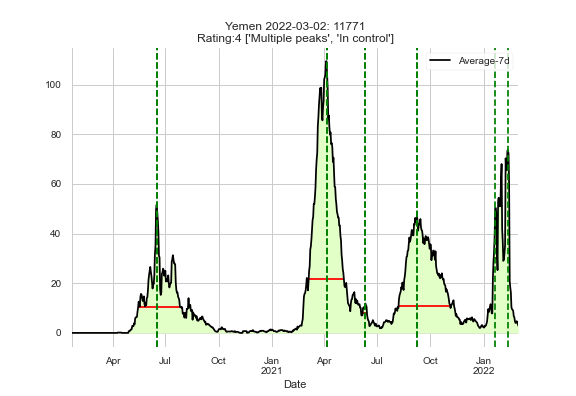 Yemen 2022-03-02: 11771
Rating:4 ['Multiple peaks', 'In control']
Average-7d
100
80
60
40
20
0
Apr Jul Oct Jan Apr Jul Oct Jan
2021 2022
Date